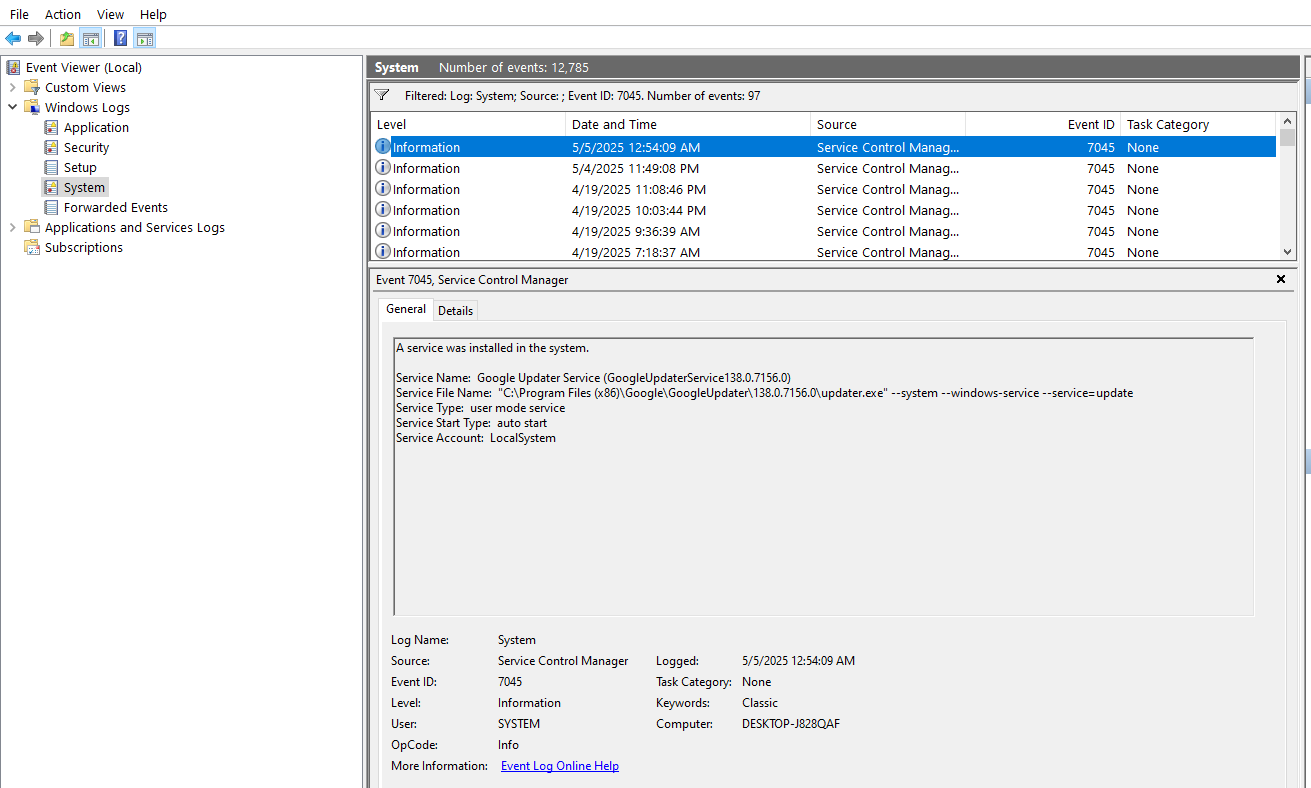 File Action View Help
Event Viewer (Local)
Custom Views
Windows Logs
Application
Security
Setup
System
Forwarded Events
Applications and Services Logs
Subscriptions
System Number of events: 12,785
Filtered: Log: System; Source: ; Event ID: 7045. Number of events: 97
Level Date and Time Source Event ID Task Category
Information 5/5/2025 12:54:09 AM Service Control Manag... 7045 None
Information 5/4/2025 11:49:08 PM Service Control Manag... 7045 None
Information 4/19/2025 11:08:46 PM Service Control Manag... 7045 None
Information 4/19/2025 10:03:44 PM Service Control Manag... 7045 None
Information 4/19/2025 9:36:39 AM Service Control Manag... 7045 None
Information 4/19/2025 7:18:37 AM Service Control Manag... 7045 None
Event 7045, Service Control Manager
General Details
A service was installed in the system.
Service Name: Google Updater Service (GoogleUpdaterService138.0.7156.0)
Service File Name: "C:\Program Files (x86)\Google\GoogleUpdater\138.0.7156.0\updater.exe" --system --windows-service --service=update
Service Type: user mode service
Service Start Type: auto start
Service Account: LocalSystem
Log Name: System
Source: Service Control Manager Logged: 5/5/2025 12:54:09 AM
Event ID: 7045 Task Category: None
Level: Information Keywords: Classic
User: SYSTEM Computer: DESKTOP-J828QAF
OpCode: Info
More Information: Event Log Online Help